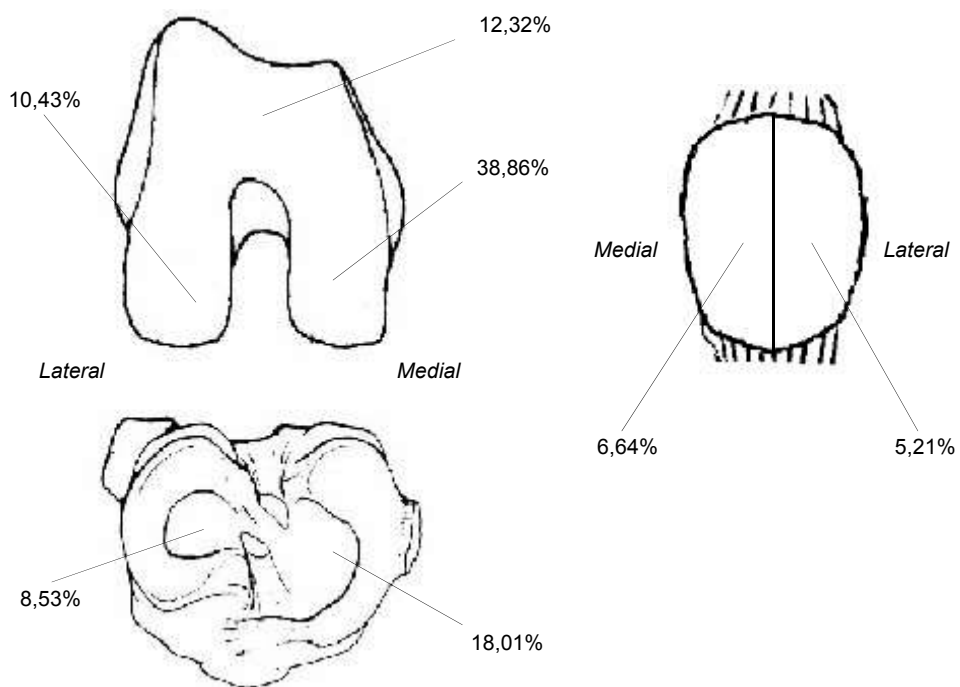 12,32%
10,43%
38,86%
Lateral
Medial
8,53%
18,01%
Medial
Lateral
6,64%
5,21%